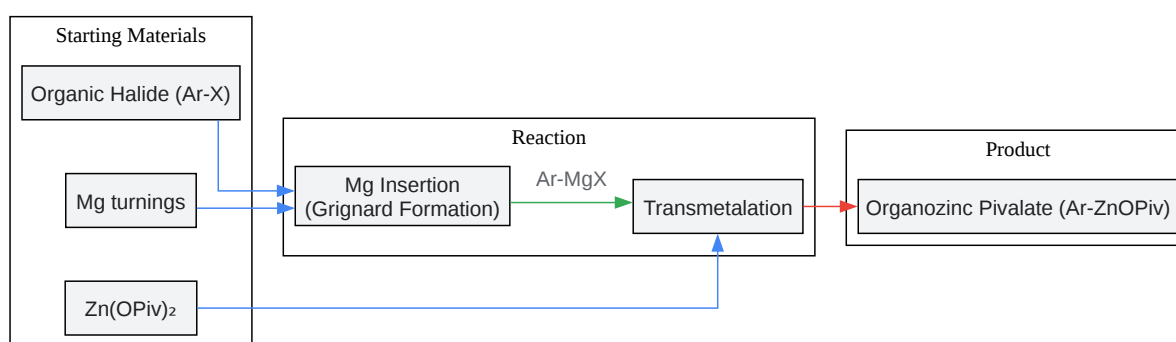 Starting Materials
Organic Halide (Ar-X)
Mg turnings
Zn(OPiv)₂
Reaction
Mg Insertion
(Grignard Formation)
Ar-MgX
Transmetalation
Product
Organozinc Pivalate (Ar-ZnOPiv)